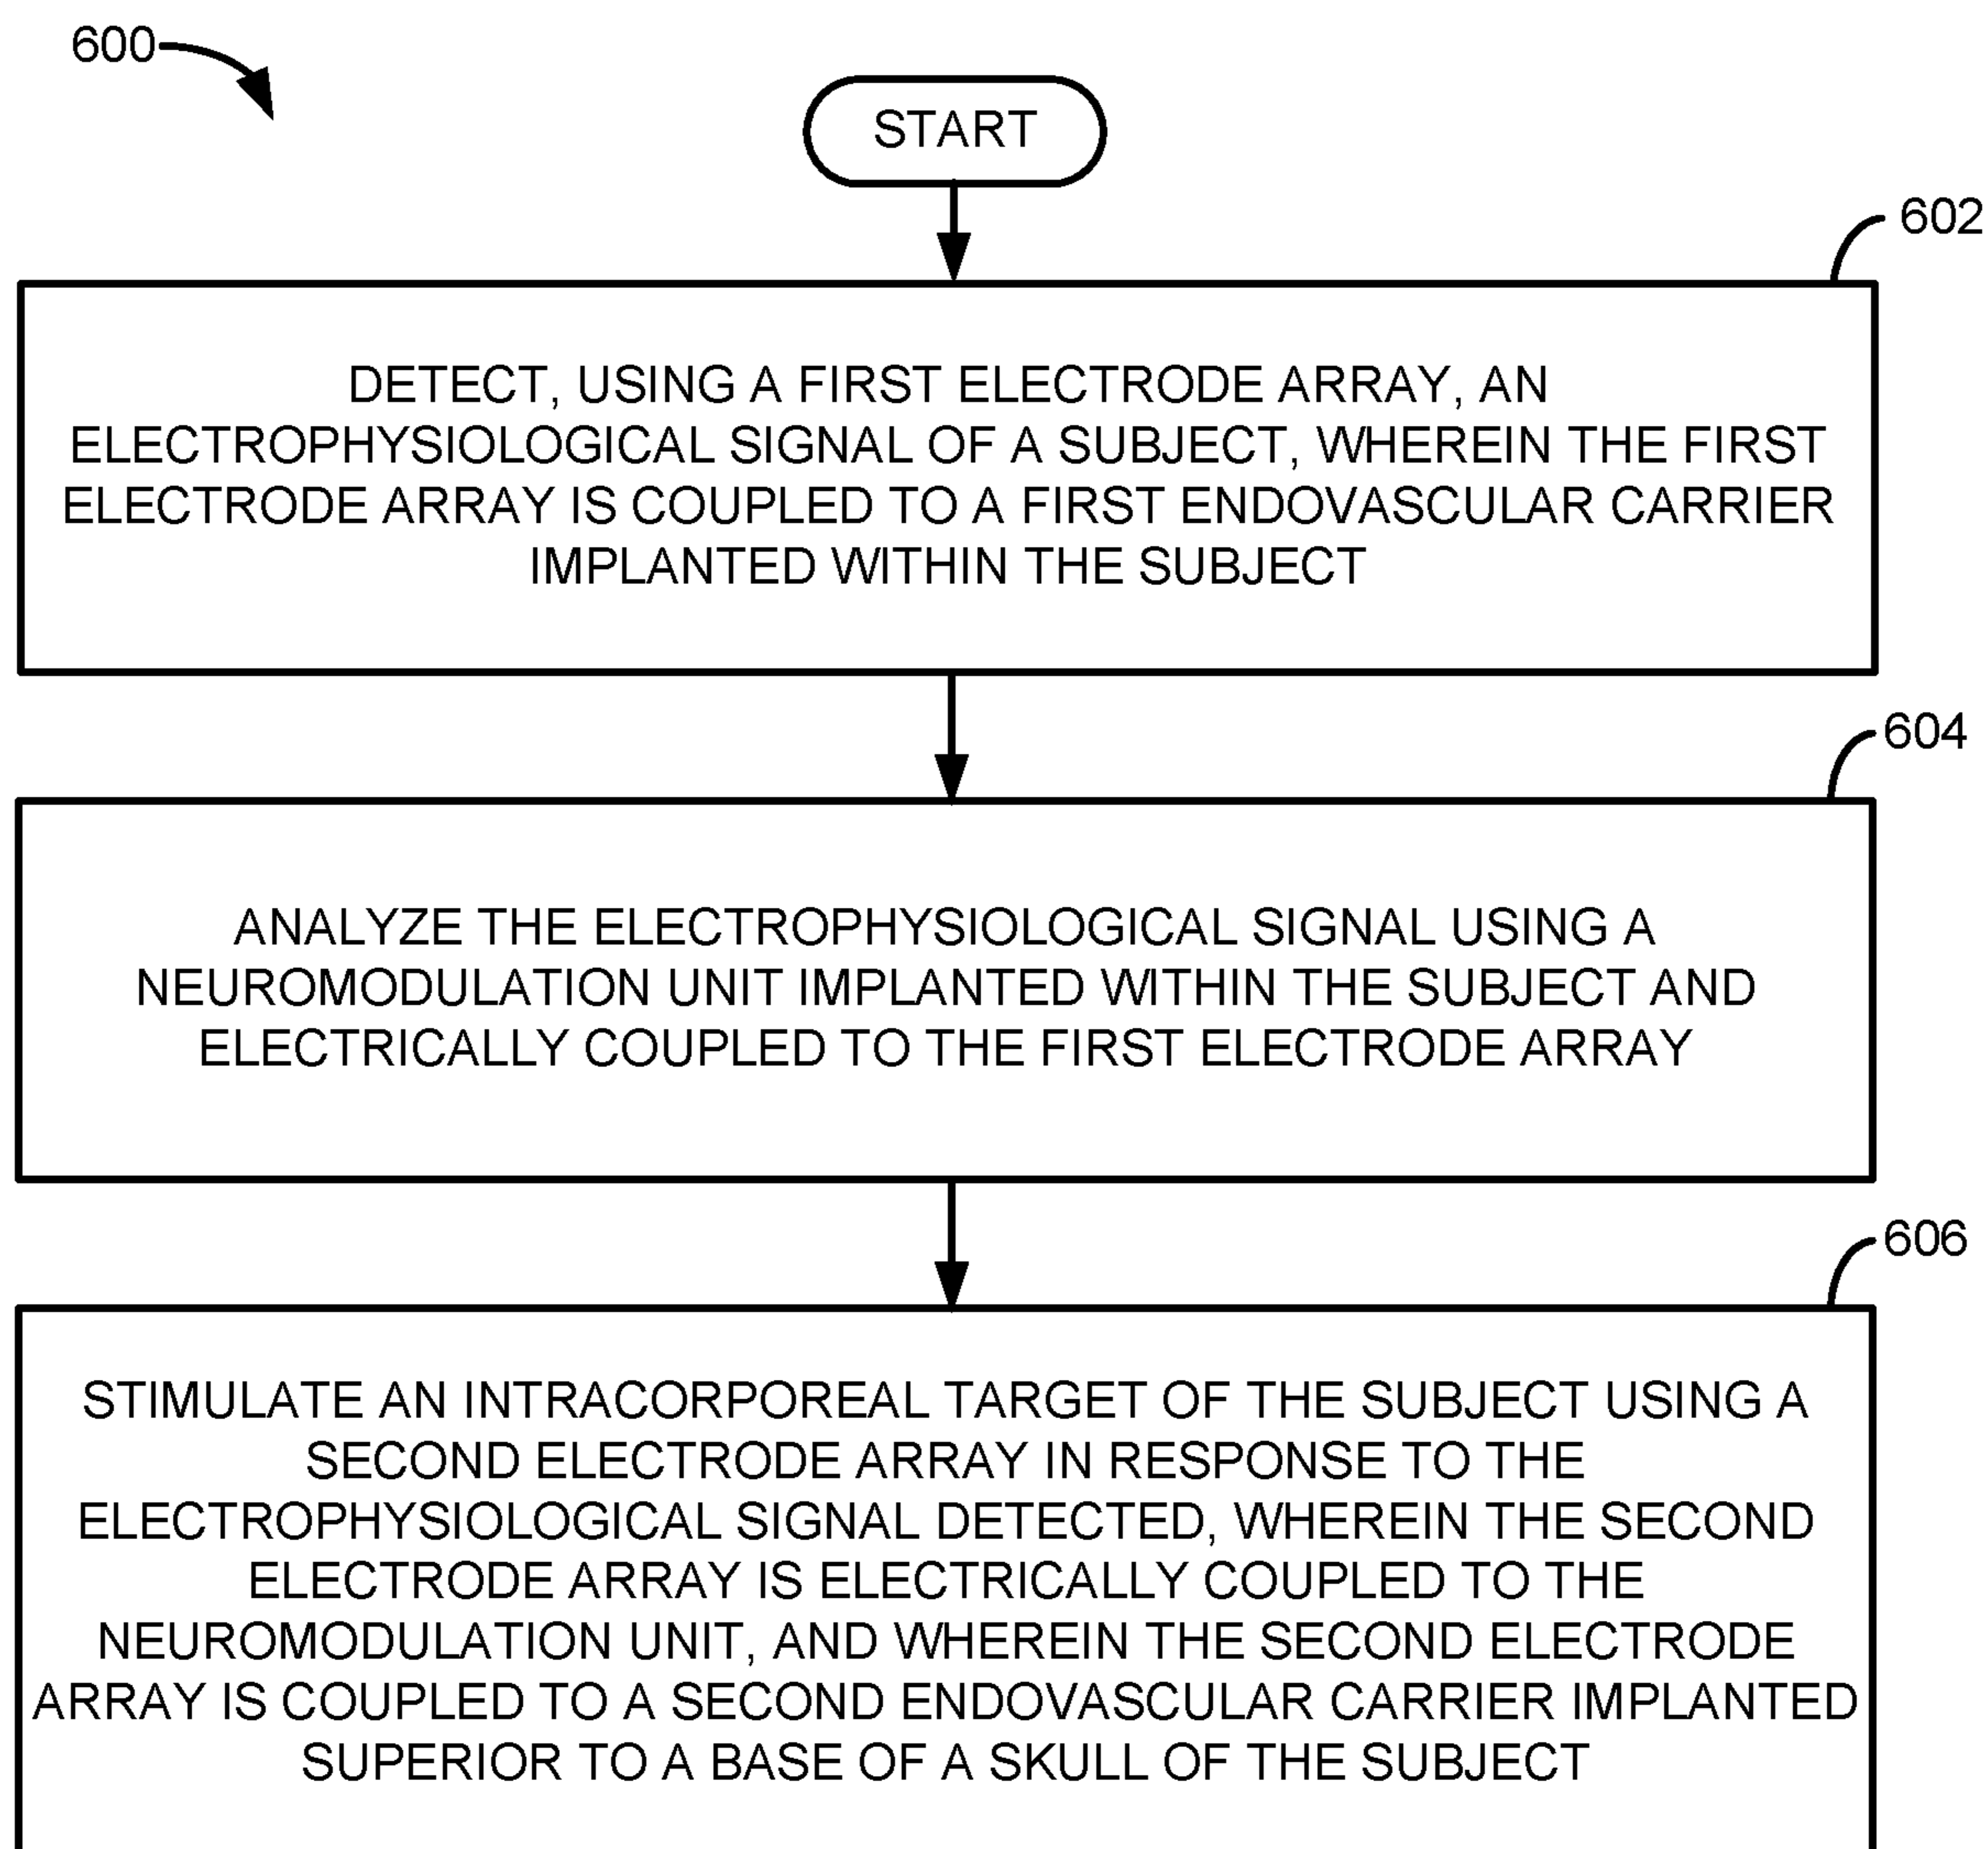 600
START
602
DETECT, USING A FIRST ELECTRODE ARRAY, AN
ELECTROPHYSIOLOGICAL SIGNAL OF A SUBJECT, WHEREIN THE FIRST
ELECTRODE ARRAY IS COUPLED TO A FIRST ENDOVASCULAR CARRIER
IMPLANTED WITHIN THE SUBJECT
604
ANALYZE THE ELECTROPHYSIOLOGICAL SIGNAL USING A
NEUROMODULATION UNIT IMPLANTED WITHIN THE SUBJECT AND
ELECTRICALLY COUPLED TO THE FIRST ELECTRODE ARRAY
606
STIMULATE AN INTRACORPOREAL TARGET OF THE SUBJECT USING A
SECOND ELECTRODE ARRAY IN RESPONSE TO THE
ELECTROPHYSIOLOGICAL SIGNAL DETECTED, WHEREIN THE SECOND
ELECTRODE ARRAY IS ELECTRICALLY COUPLED TO THE
NEUROMODULATION UNIT, AND WHEREIN THE SECOND ELECTRODE
ARRAY IS COUPLED TO A SECOND ENDOVASCULAR CARRIER IMPLANTED
SUPERIOR TO A BASE OF A SKULL OF THE SUBJECT